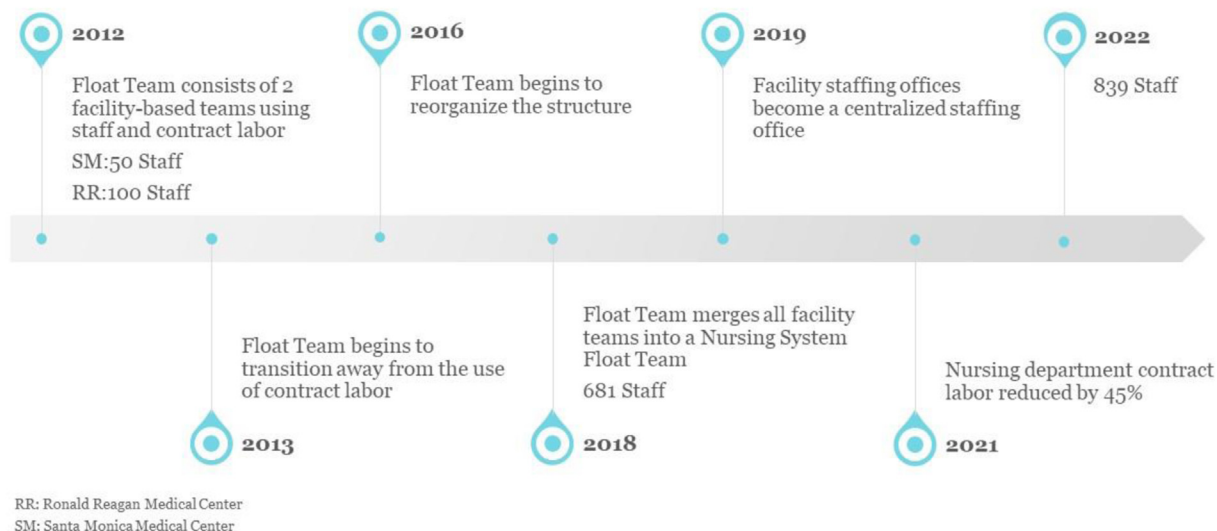 2012
Float Team consists of 2
facility-based teams using
staff and contract labor
SM:50 Staff
RR:100 Staff
2016
Float Team begins to
reorganize the structure
2019
Facility staffing offices
become a centralized staffing
office
2022
839 Staff
Float Team begins to
transition away from the use
of contract labor
2013
Float Team merges all facility
teams into a Nursing System
Float Team
681 Staff
2018
Nursing department contract
labor reduced by 45%
2021
RR: Ronald Reagan Medical Center
SM: Santa Monica Medical Center